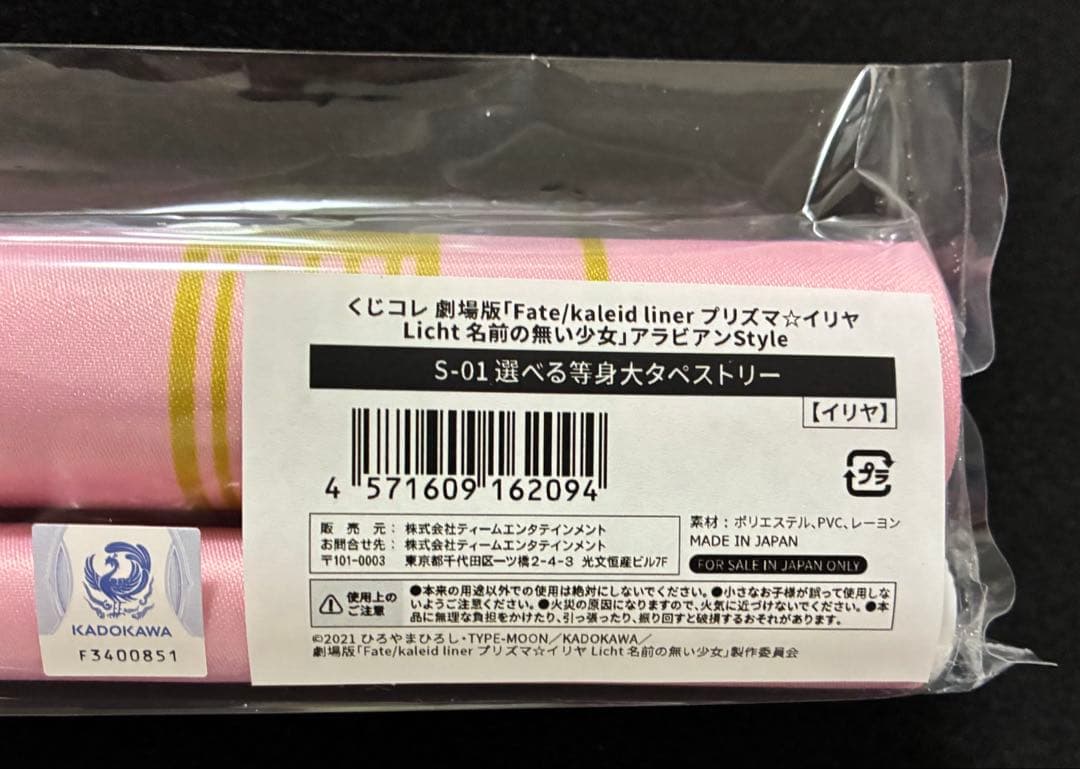 くじコレ 劇場版「Fate/kaleid liner プリズマ☆イリヤ
Licht 名前の無い少女」アラビアンStyle
S-01 選べる等身大タペストリー
【イリヤ】
4 571609 162094
プラ
販売元：株式会社ティームエンタテインメント
お問合せ先：株式会社ティームエンタテインメント
〒101-0003 東京都千代田区一ツ橋2-4-3 光文恒産ビル7F
素材：ポリエステル、PVC、レーヨン
MADE IN JAPAN
FOR SALE IN JAPAN ONLY
使用上の
ご注意
●本来の用途以外での使用は絶対にしないでください。●小さなお子様が誤って使用しな
いようご注意ください。●火災の原因になりますので、火気に近づけないでください。●本
品に無理な負担をかけたり、引っ張ったり、振り回すと破損するおそれがあります。
©2021 ひろやまひろし・TYPE-MOON／KADOKAWA／
劇場版「Fate/kaleid liner プリズマ☆イリヤ Licht 名前の無い少女」製作委員会
KADOKAWA
F3400851